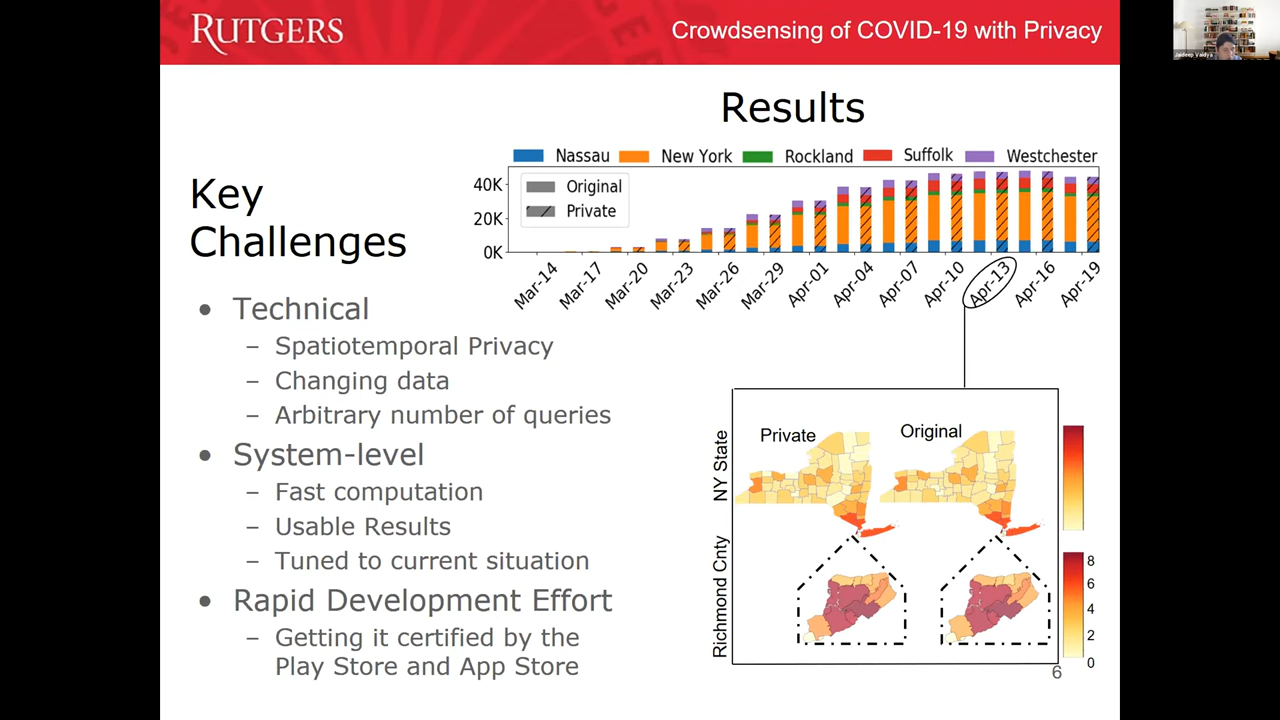 RUTGERS
Crowdsensing of COVID-19 with Privacy
Jaideep Vaidya
Results
Key
Challenges
• Technical
– Spatiotemporal Privacy
– Changing data
– Arbitrary number of queries
• System-level
– Fast computation
– Usable Results
– Tuned to current situation
• Rapid Development Effort
– Getting it certified by the
Play Store and App Store
Nassau New York Rockland Suffolk Westchester
Original
Private
40K
20K
0K
Mar-14 Mar-17 Mar-20 Mar-23 Mar-26 Mar-29 Apr-01 Apr-04 Apr-07 Apr-10 Apr-13 Apr-16 Apr-19
Private Original
NY State
Richmond Cnty
8
6
4
2
0
6